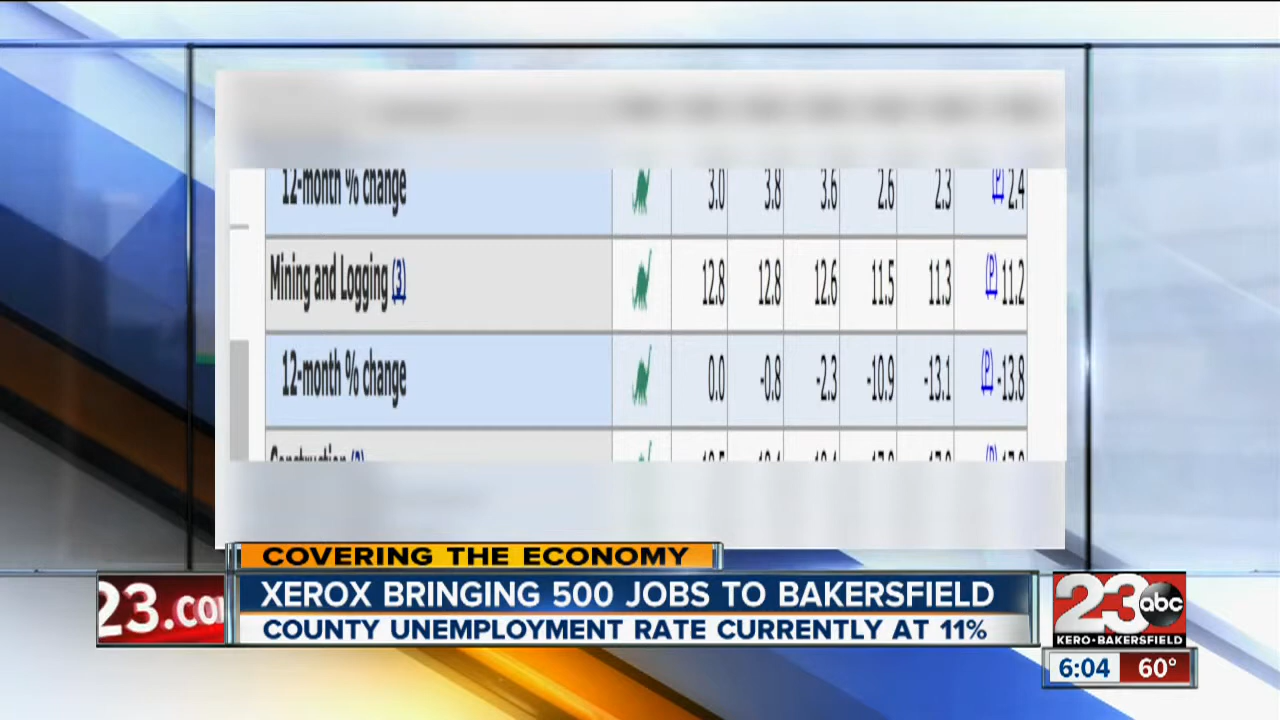 12-month % change 3.0 3.8 3.6 2.6 2.3 (P) 2.4
Mining and Logging (3) 12.8 12.8 12.6 11.5 11.3 (P) 11.2
12-month % change 0.0 -0.8 -2.3 -10.9 -13.1 (P) -13.8
COVERING THE ECONOMY
23.co
XEROX BRINGING 500 JOBS TO BAKERSFIELD
COUNTY UNEMPLOYMENT RATE CURRENTLY AT 11%
23 abc
KERO-BAKERSFIELD
6:04 60°